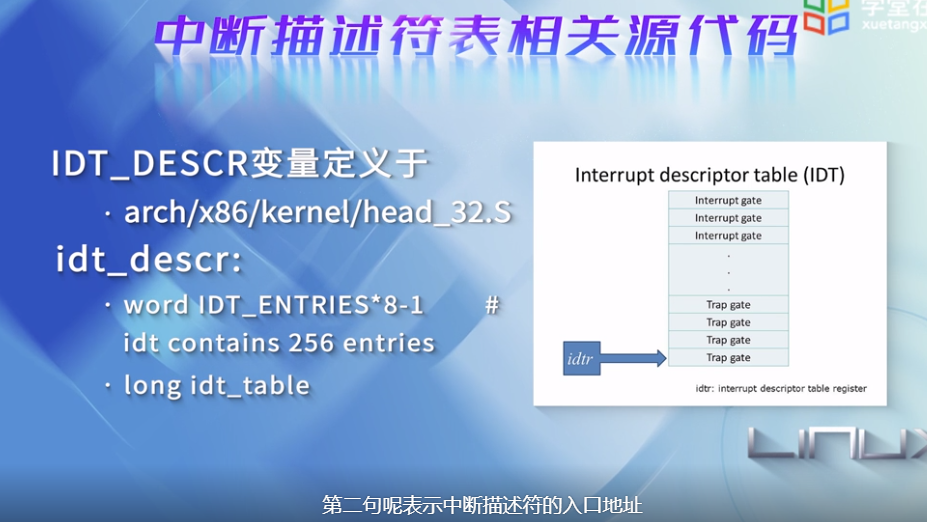 中断描述符表相关源代码
学堂在
xuetangx
IDT_DESCR变量定义于
· arch/x86/kernel/head_32.S
idt_descr:
· word IDT_ENTRIES*8-1 #
idt contains 256 entries
· long idt_table
Interrupt descriptor table (IDT)
Interrupt gate
Interrupt gate
Interrupt gate
.
.
.
Trap gate
Trap gate
Trap gate
Trap gate
idtr
idtr: interrupt descriptor table register
LINUX
第二句呢表示中断描述符的入口地址